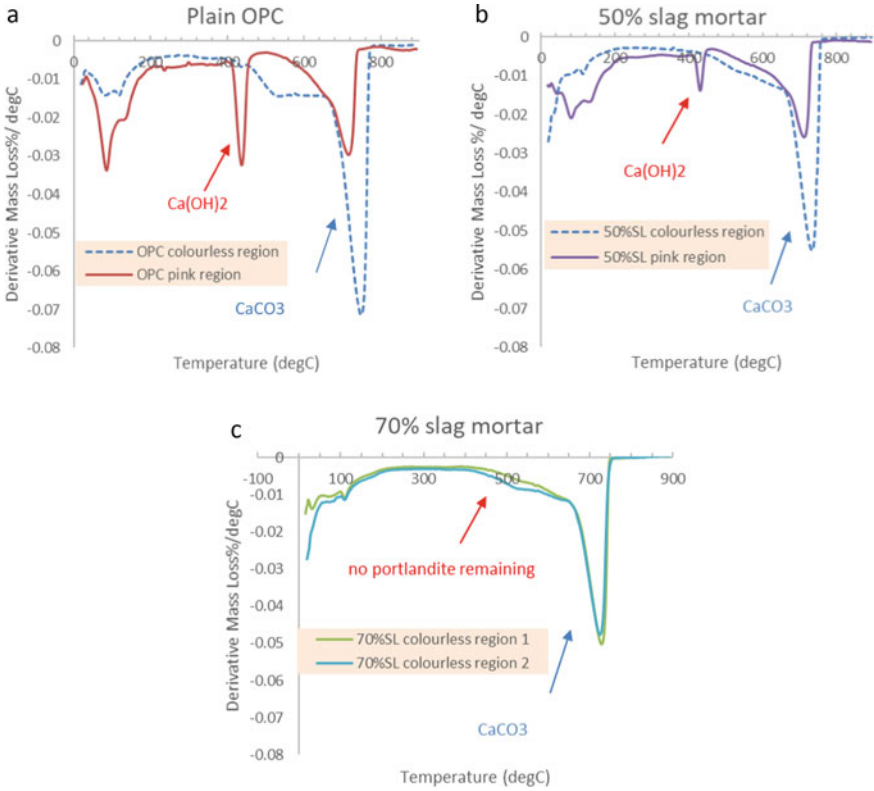 a
Plain OPC
0
-0.01
-0.02
-0.03
-0.04
-0.05
-0.06
-0.07
-0.08
0 200 400 600 800
Derivative Mass Loss%/ degC
Ca(OH)2
OPC colourless region
OPC pink region
CaCO3
Temperature (degC)
b
50% slag mortar
0
-0.01
-0.02
-0.03
-0.04
-0.05
-0.06
-0.07
-0.08
0 200 400 600 800
Derivative Mass Loss %/ degC
Ca(OH)2
50%SL colourless region
50%SL pink region
CaCO3
Temperature (degC)
c
70% slag mortar
0
-0.01
-0.02
-0.03
-0.04
-0.05
-0.06
-0.07
-0.08
-100 100 300 500 700 900
Derivative Mass Loss%/degC
no portlandite remaining
70%SL colourless region 1
70%SL colourless region 2
CaCO3
Temperature (degC)